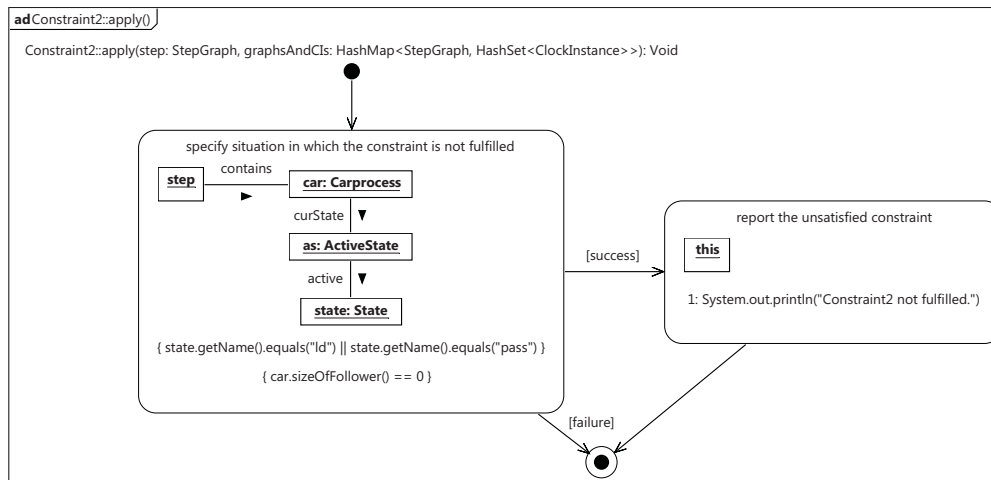 ad Constraint2::apply()
Constraint2::apply(step: StepGraph, graphsAndCIs: HashMap<StepGraph, HashSet<ClockInstance>>): Void
specify situation in which the constraint is not fulfilled
step
contains
car: Carprocess
curState
as: ActiveState
active
state: State
{ state.getName().equals("ld") || state.getName().equals("pass") }
{ car.sizeOfFollower() == 0 }
[success]
[failure]
report the unsatisfied constraint
this
1: System.out.println("Constraint2 not fulfilled.")